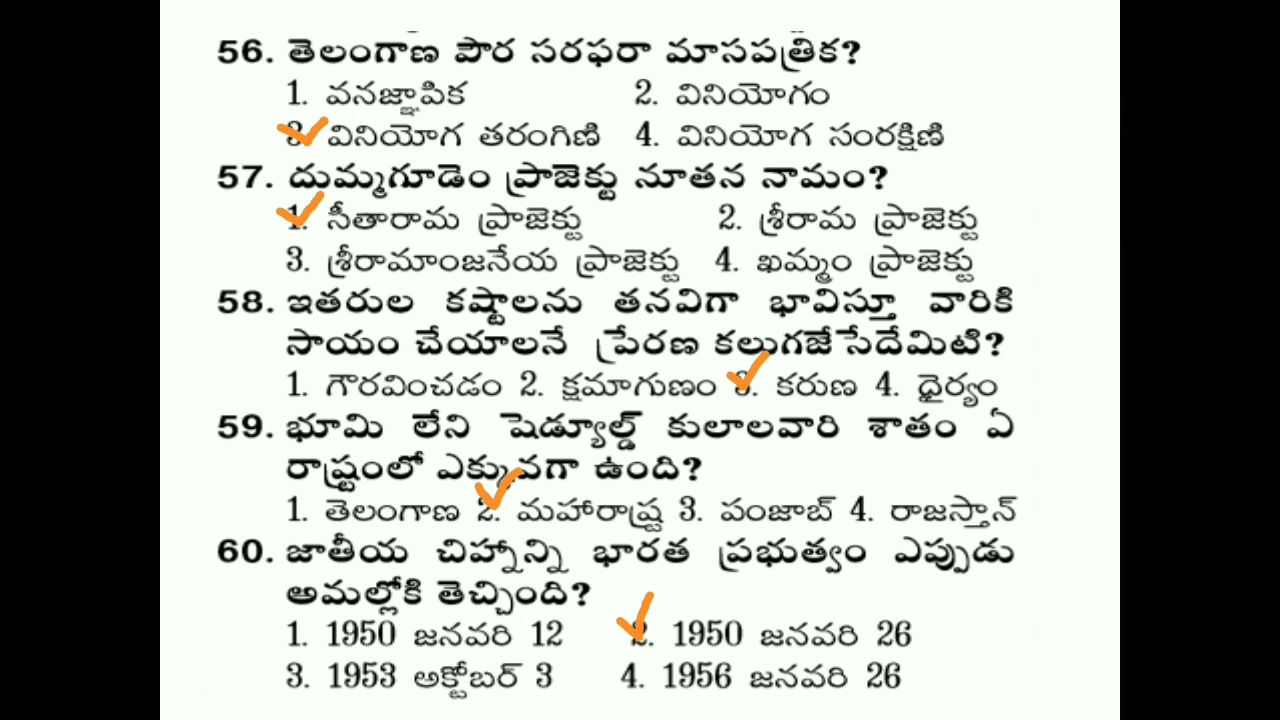 56. తెలంగాణ పౌర సరఫరా మాసపత్రిక?
1. వనజ్ఞాపిక 2. వినియోగం
3. వినియోగ తరంగిణి 4. వినియోగ సంరక్షిణి
57. దుమ్మగూడెం ప్రాజెక్టు నూతన నామం?
1. సీతారామ ప్రాజెక్టు 2. శ్రీరామ ప్రాజెక్టు
3. శ్రీరామాంజనేయ ప్రాజెక్టు 4. ఖమ్మం ప్రాజెక్టు
58. ఇతరుల కష్టాలను తనవిగా భావిస్తూ వారికి
సాయం చేయాలనే ప్రేరణ కలుగజేసేదేమిటి?
1. గౌరవించడం 2. క్షమాగుణం 3. కరుణ 4. ధైర్యం
59. భూమి లేని షెడ్యూల్డ్ కులాలవారి శాతం ఏ
రాష్ట్రంలో ఎక్కువగా ఉంది?
1. తెలంగాణ 2. మహారాష్ట్ర 3. పంజాబ్ 4. రాజస్తాన్
60. జాతీయ చిహ్నాన్ని భారత ప్రభుత్వం ఎప్పుడు
అమల్లోకి తెచ్చింది?
1. 1950 జనవరి 12 2. 1950 జనవరి 26
3. 1953 అక్టోబర్ 3 4. 1956 జనవరి 26